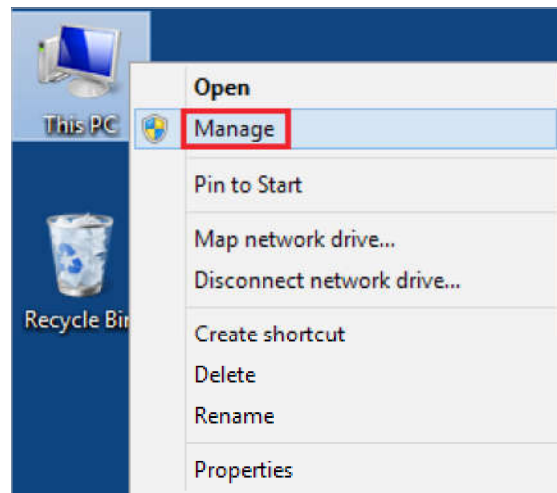 This PC
Recycle Bin
Open
Manage
Pin to Start
Map network drive...
Disconnect network drive...
Create shortcut
Delete
Rename
Properties